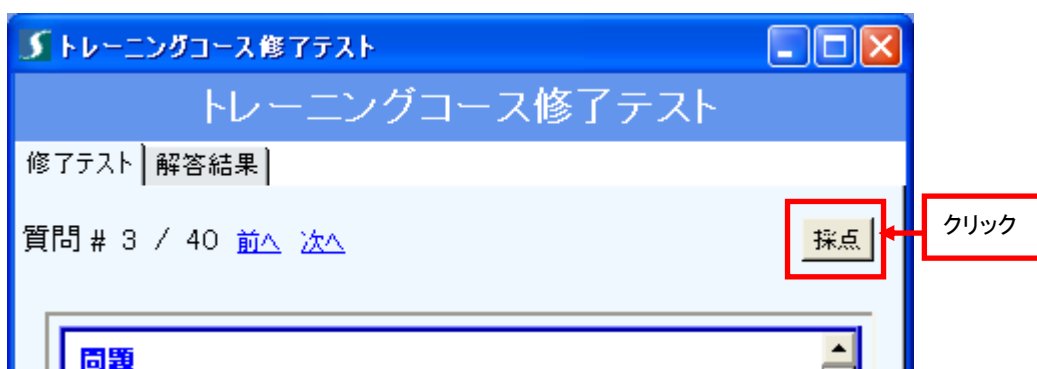 トレーニングコース修了テスト
トレーニングコース修了テスト
修了テスト 解答結果
質問 # 3 / 40 前へ 次へ
採点
クリック
問題